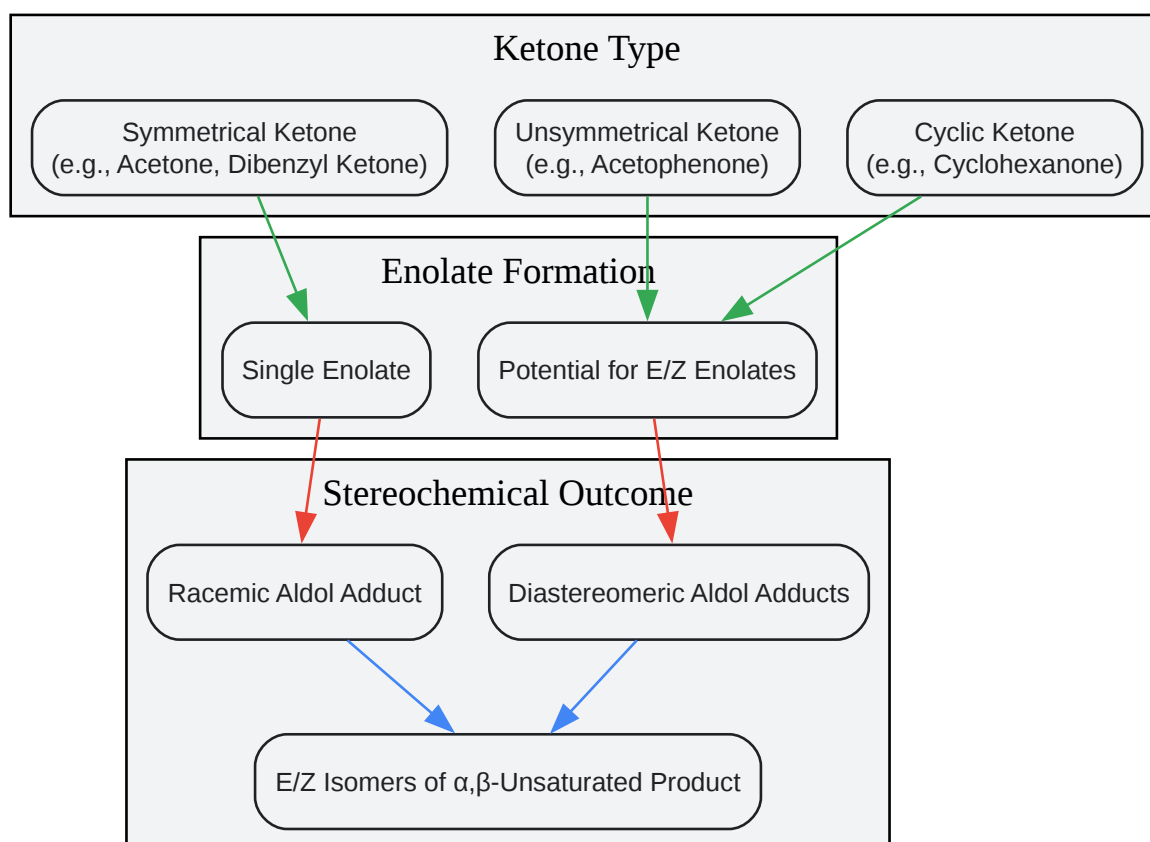 Ketone Type
Symmetrical Ketone
(e.g., Acetone, Dibenzyl Ketone)
Unsymmetrical Ketone
(e.g., Acetophenone)
Cyclic Ketone
(e.g., Cyclohexanone)
Enolate Formation
Single Enolate
Potential for E/Z Enolates
Stereochemical Outcome
Racemic Aldol Adduct
Diastereomeric Aldol Adducts
E/Z Isomers of α,β-Unsaturated Product